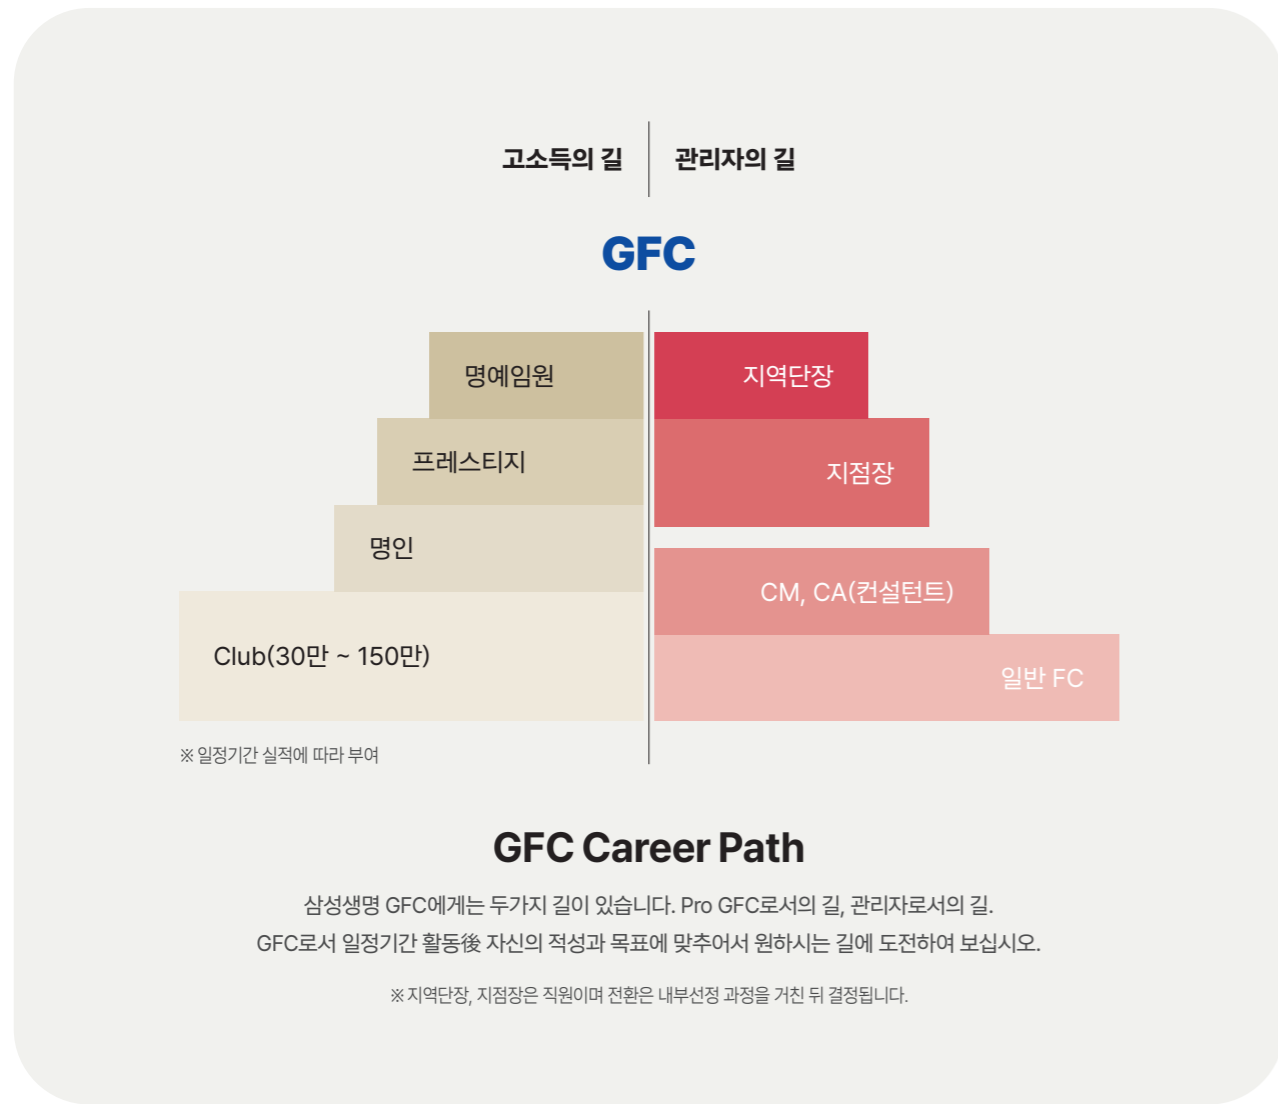 고소득의 길
관리자의 길
GFC
명예임원
프레스티지
명인
Club(30만 ~ 150만)
※ 일정기간 실적에 따라 부여
지역단장
지점장
CM, CA(컨설턴트)
일반 FC
GFC Career Path
삼성생명 GFC에게는 두가지 길이 있습니다. Pro GFC로서의 길, 관리자로서의 길.
GFC로서 일정기간 활동後 자신의 적성과 목표에 맞추어서 원하시는 길에 도전하여 보십시오.
※ 지역단장, 지점장은 직원이며 전환은 내부선정 과정을 거친 뒤 결정됩니다.